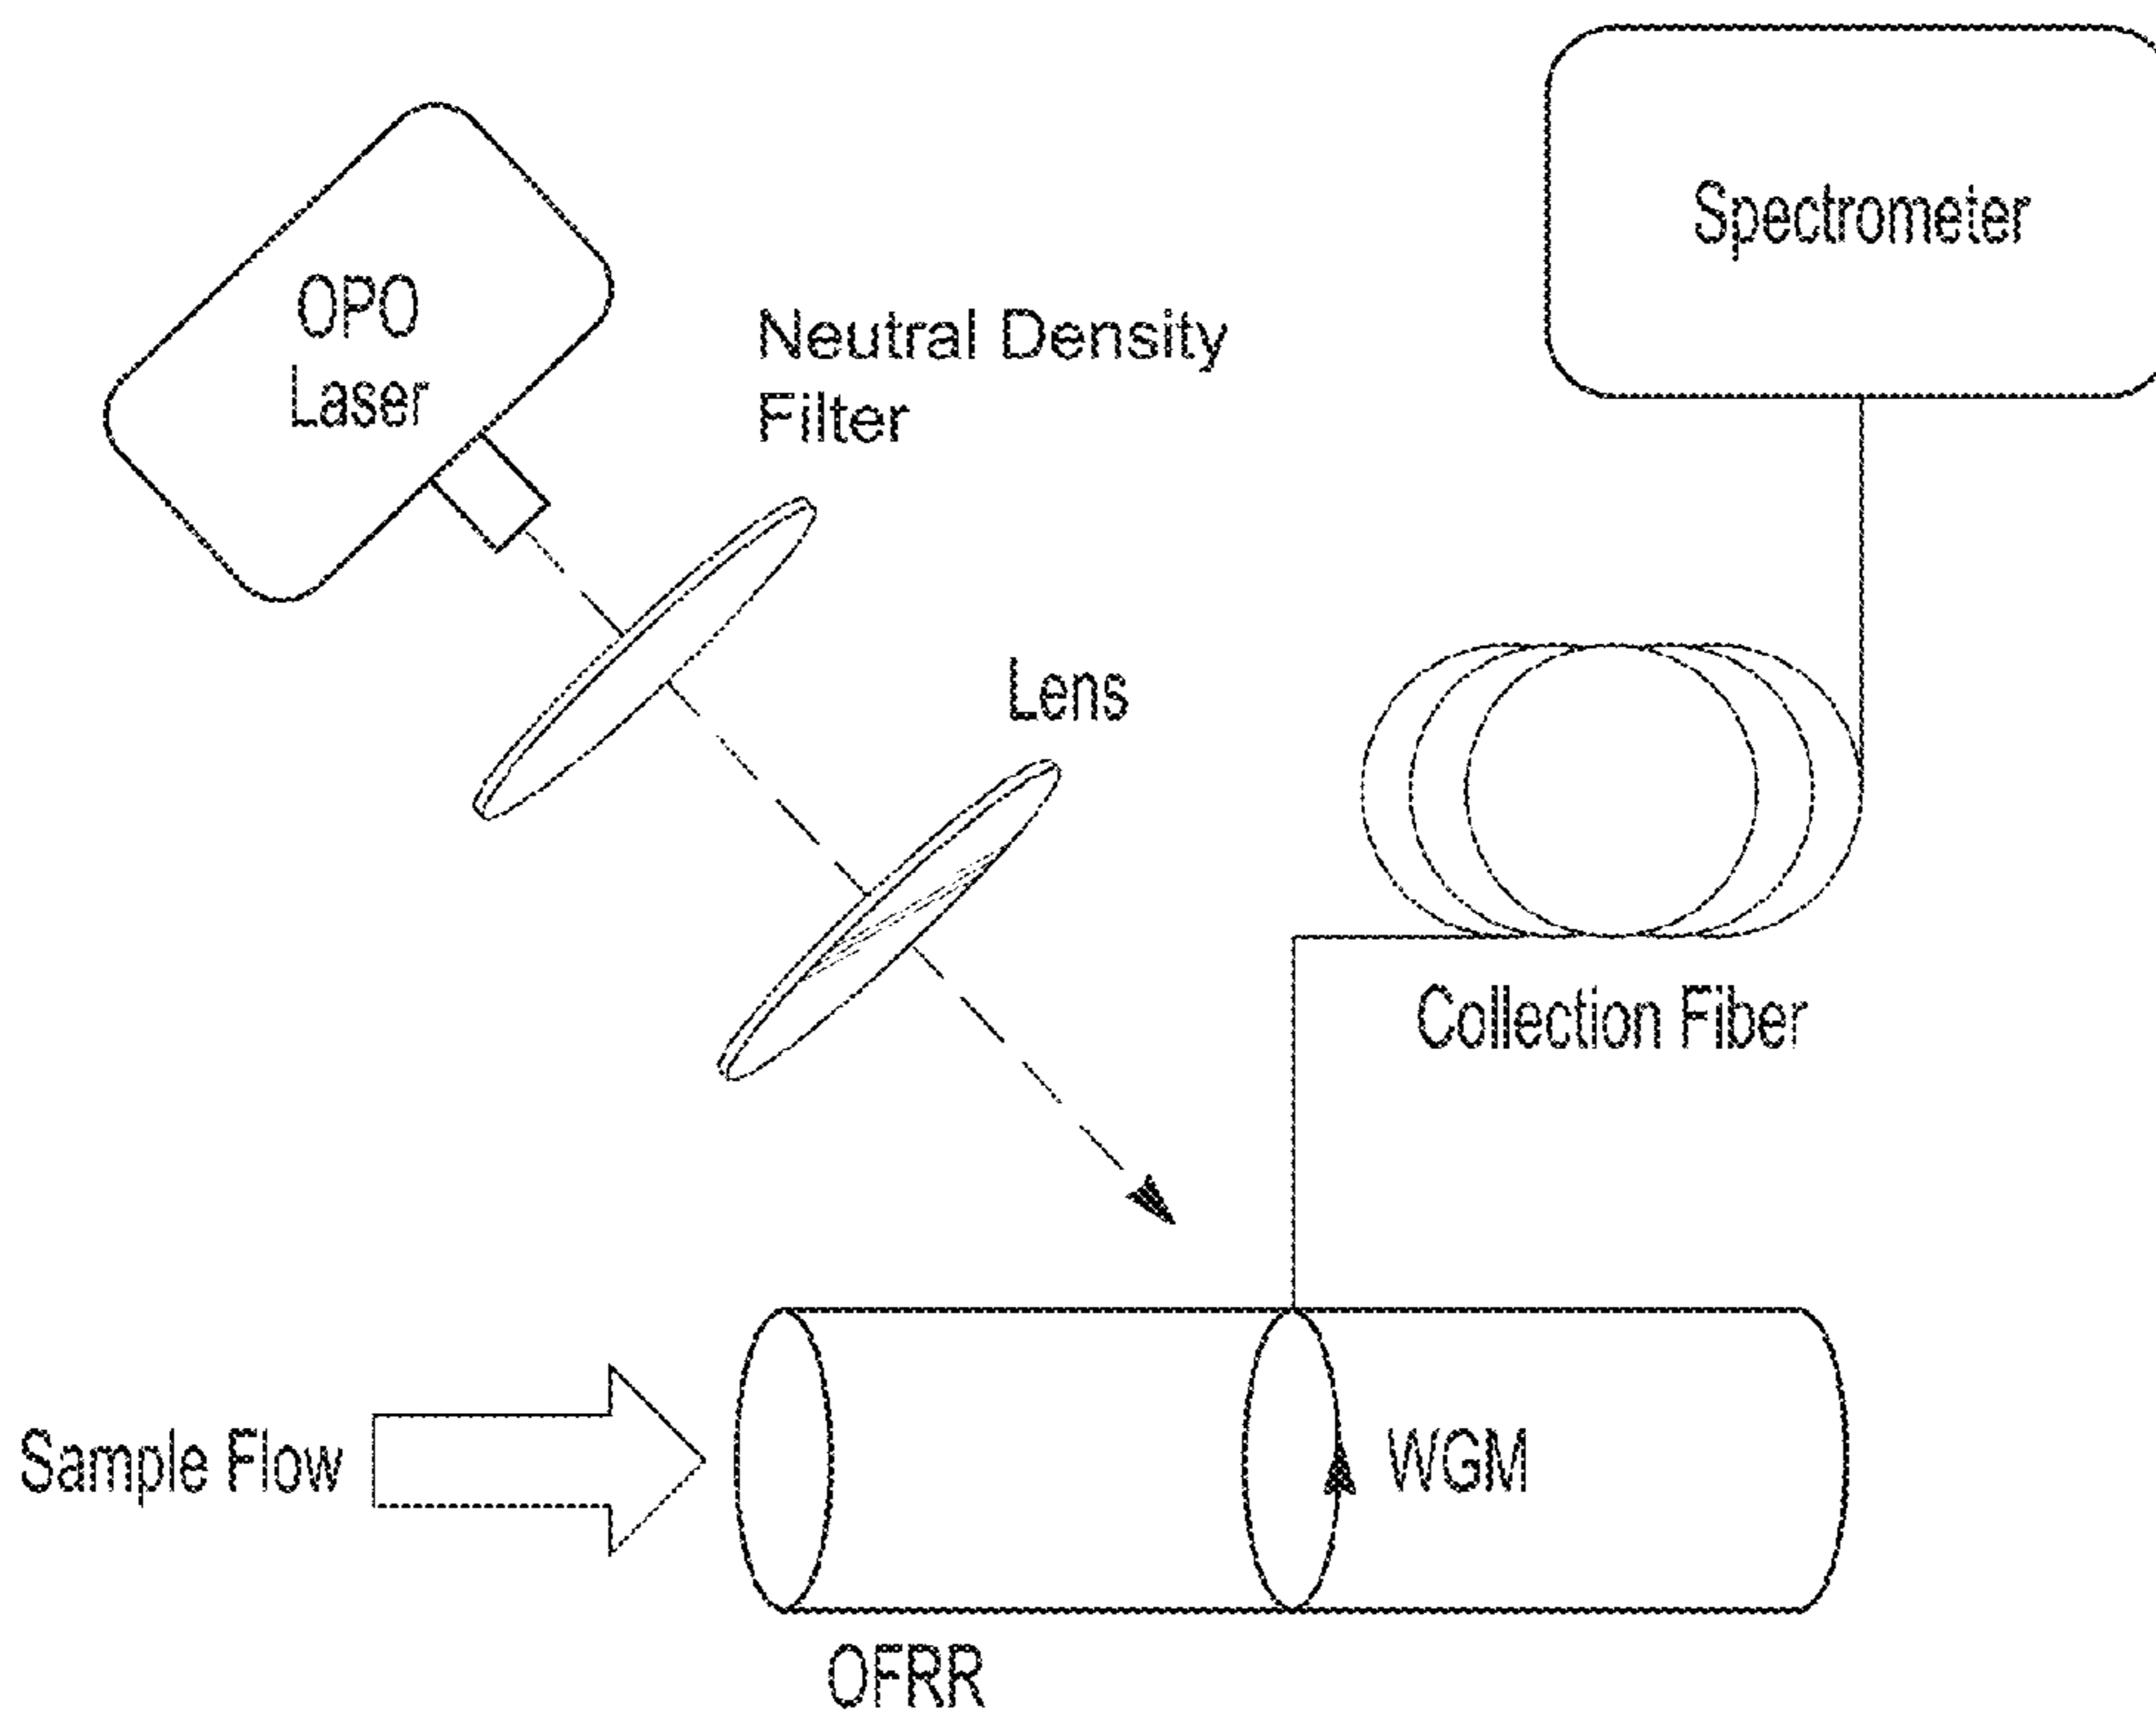 Spectrometer
OPO
Laser
Neutral Density
Filter
Lens
Collection Fiber
Sample Flow
WGM
OFRR